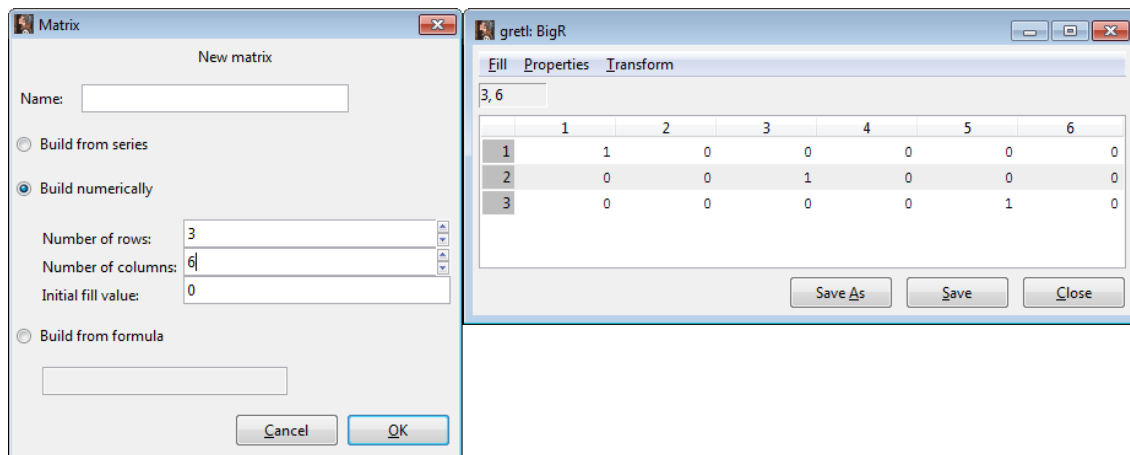 Matrix
New matrix
Name:
Build from series
Build numerically
Number of rows: 3
Number of columns: 6
Initial fill value: 0
Build from formula
Cancel OK
gretl: BigR
Fill Properties Transform
3, 6
1 2 3 4 5 6
1 1 0 0 0 0 0
2 0 0 1 0 0 0
3 0 0 0 0 1 0
Save As Save Close